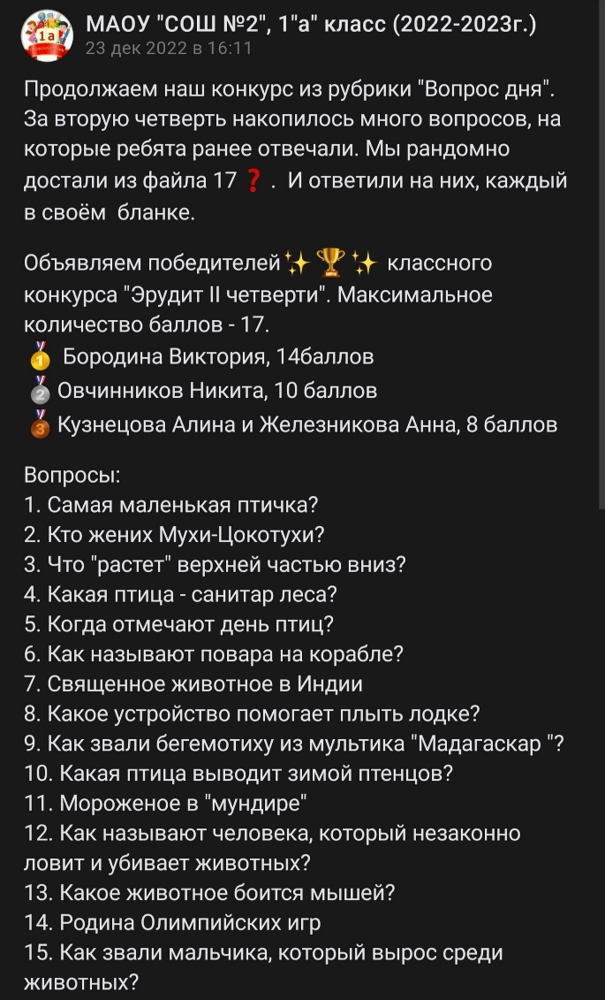 МАОУ "СОШ №2", 1"а" класс (2022-2023г.)
1а
23 дек 2022 в 16:11
Продолжаем наш конкурс из рубрики "Вопрос дня".
За вторую четверть накопилось много вопросов, на
которые ребята ранее отвечали. Мы рандомно
достали из файла 17 ❓ .  И ответили на них, каждый
в своём  бланке.
Объявляем победителей✨🏆✨ классного
конкурса "Эрудит II четверти". Максимальное
количество баллов - 17.
🥇 Бородина Виктория, 14баллов
🥈 Овчинников Никита, 10 баллов
🥉 Кузнецова Алина и Железникова Анна, 8 баллов
Вопросы:
1. Самая маленькая птичка?
2. Кто жених Мухи-Цокотухи?
3. Что "растет" верхней частью вниз?
4. Какая птица - санитар леса?
5. Когда отмечают день птиц?
6. Как называют повара на корабле?
7. Священное животное в Индии
8. Какое устройство помогает плыть лодке?
9. Как звали бегемотиху из мультика "Мадагаскар "?
10. Какая птица выводит зимой птенцов?
11. Мороженое в "мундире"
12. Как называют человека, который незаконно
ловит и убивает животных?
13. Какое животное боится мышей?
14. Родина Олимпийских игр
15. Как звали мальчика, который вырос среди
животных?